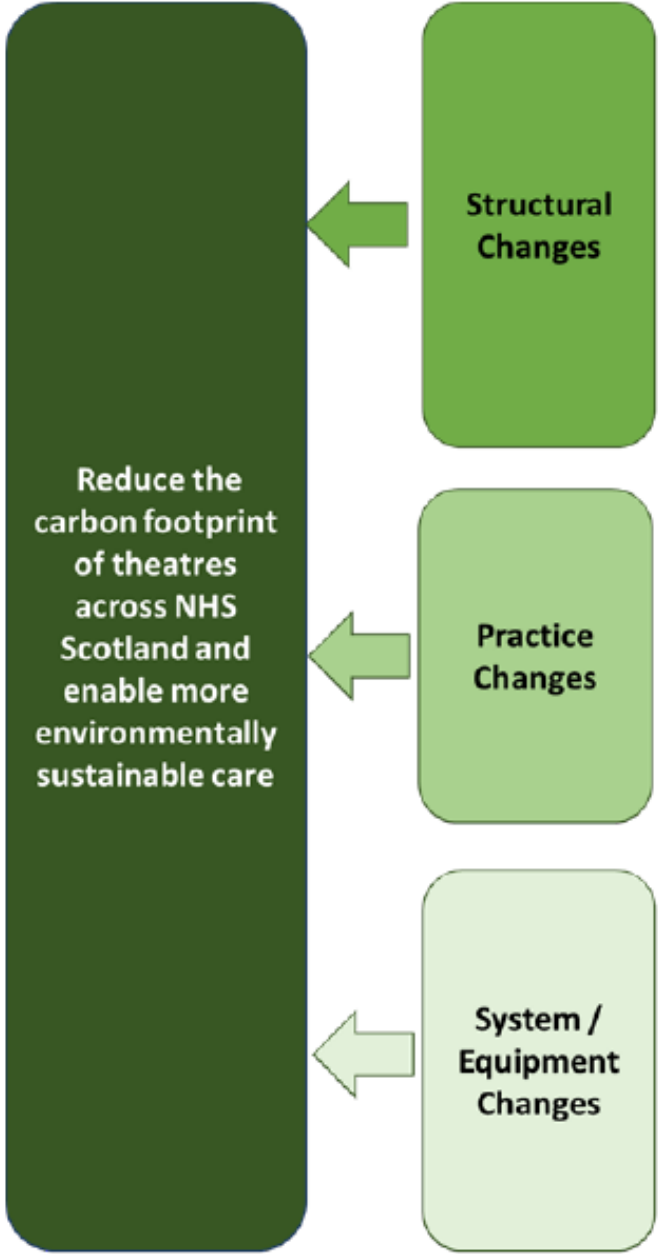 Reduce the
carbon footprint
of theatres
across NHS
Scotland and
enable more
environmentally
sustainable care
Structural
Changes
Practice
Changes
System /
Equipment
Changes